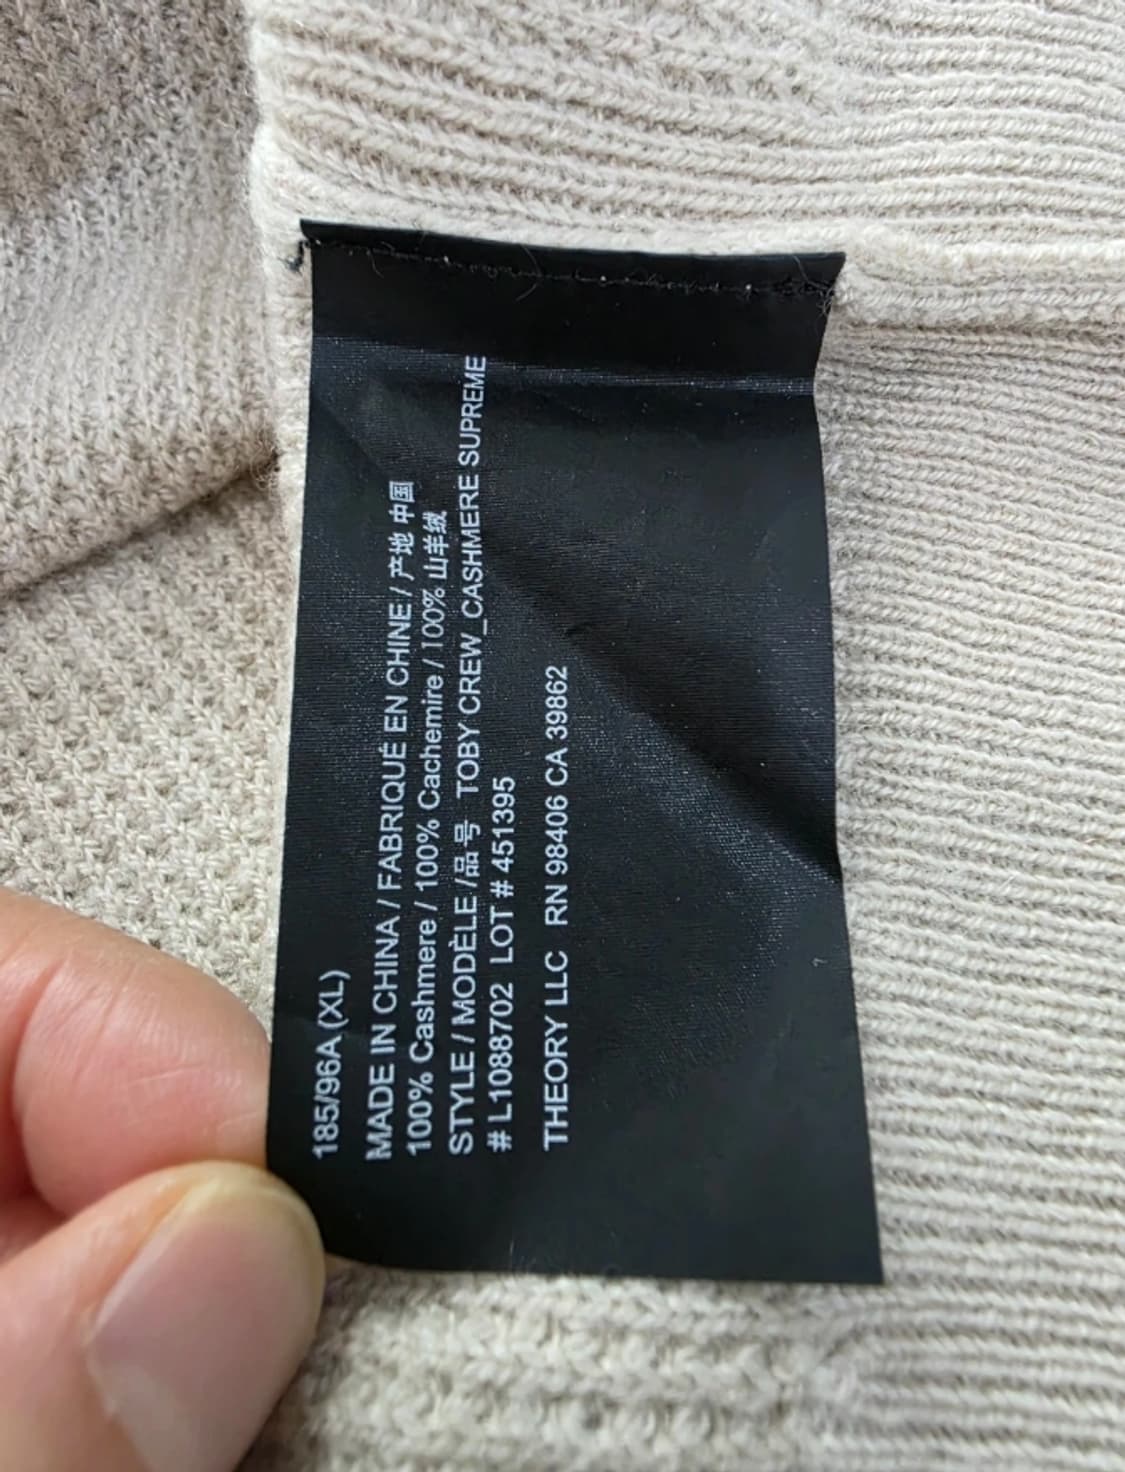 185/96A (XL)
MADE IN CHINA / FABRIQUÉ EN CHINE / 产地 中国
100% Cashmere / 100% Cachemire / 100% 山羊绒
STYLE / MODÈLE /品号 TOBY CREW_CASHMERE SUPREME
# L1088702 LOT # 451395
THEORY LLC RN 98406 CA 39862